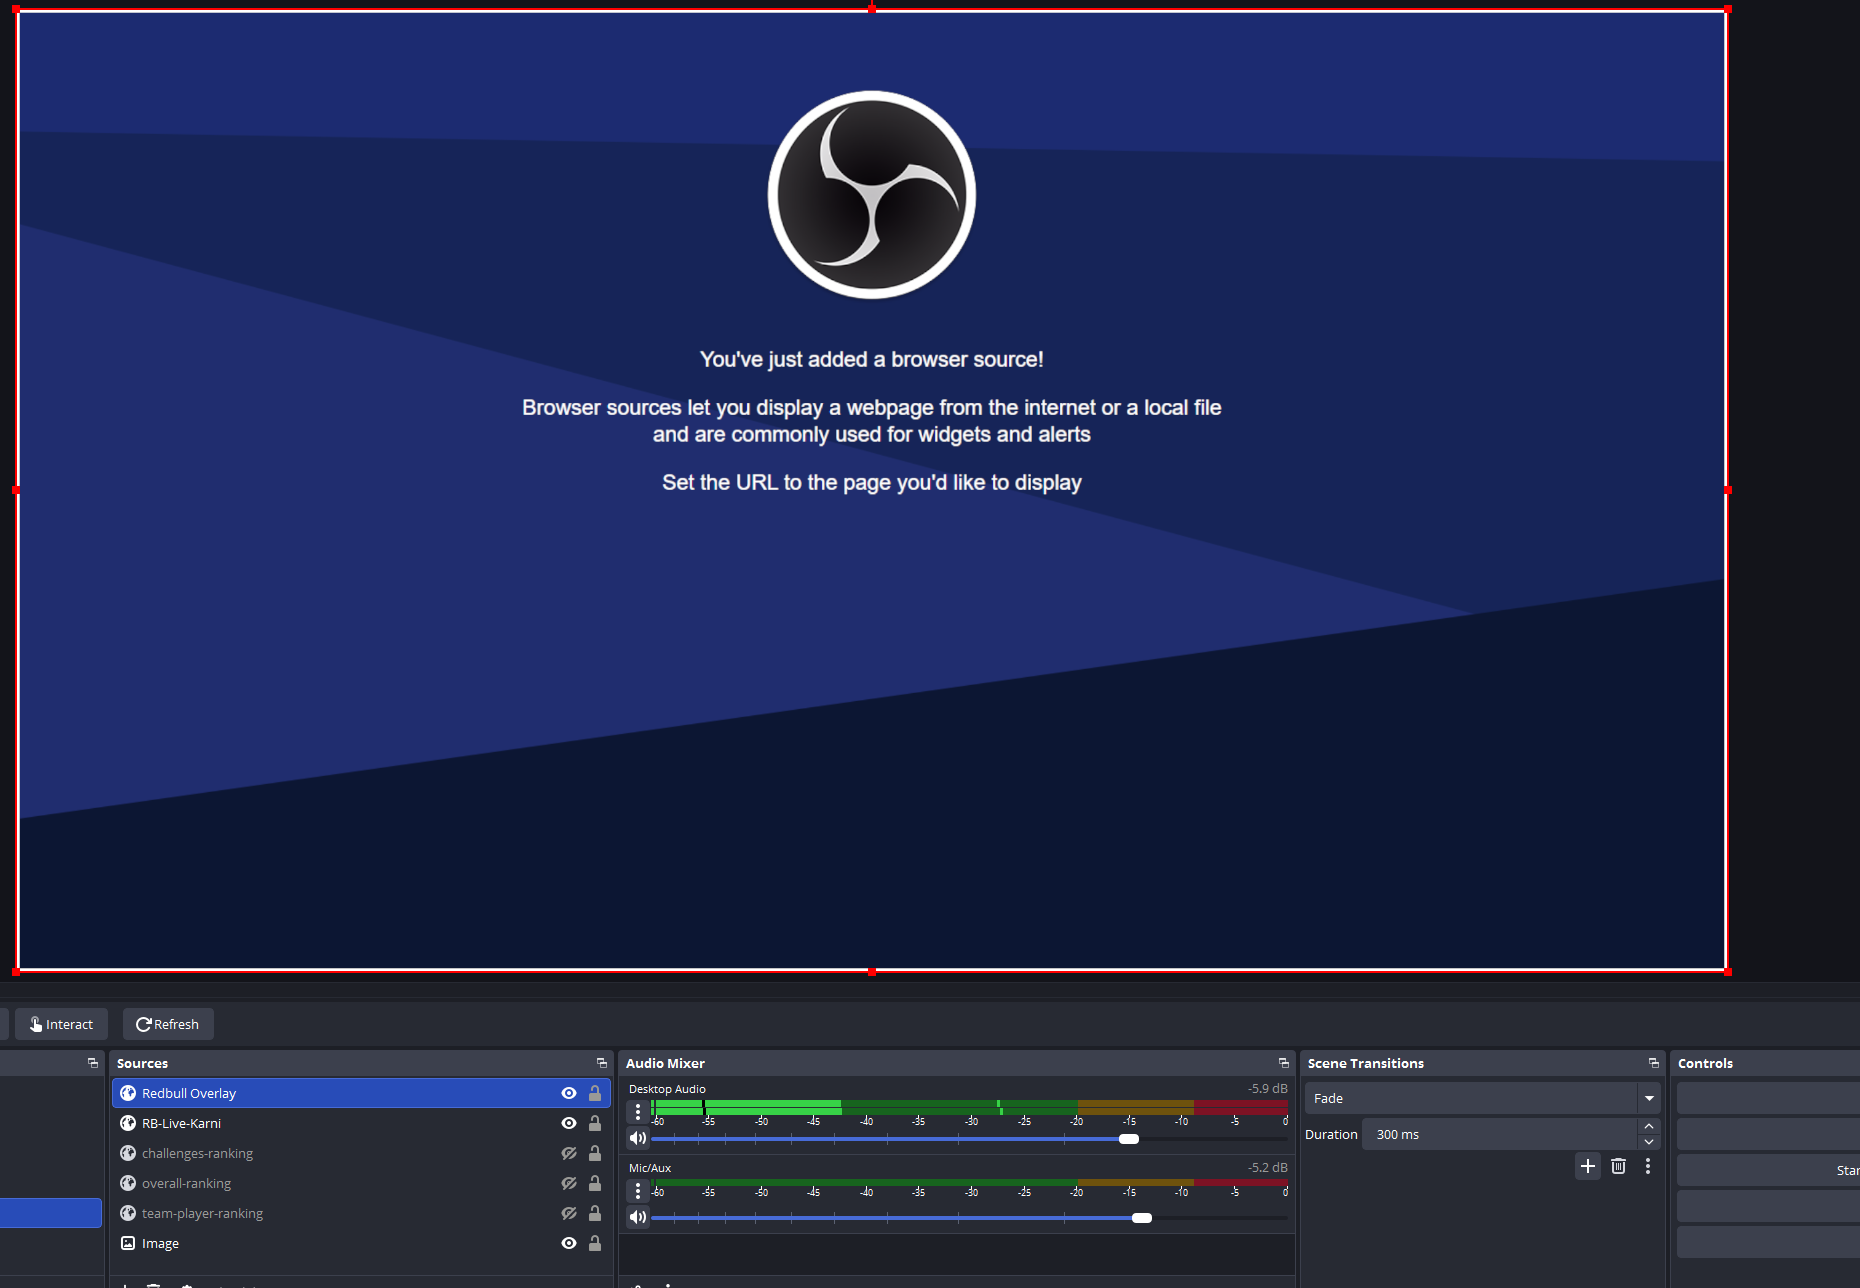 You've just added a browser source!
Browser sources let you display a webpage from the internet or a local file
and are commonly used for widgets and alerts
Set the URL to the page you'd like to display
Interact
Refresh
Sources
Redbull Overlay
RB-Live-Karni
challenges-ranking
overall-ranking
team-player-ranking
Image
Audio Mixer
Desktop Audio
-5.9 dB
-60 -55 -50 -45 -40 -35 -30 -25 -20 -15 -10 -5 0
Mic/Aux
-5.2 dB
-60 -55 -50 -45 -40 -35 -30 -25 -20 -15 -10 -5 0
Scene Transitions
Fade
Duration
300 ms
Controls
Star